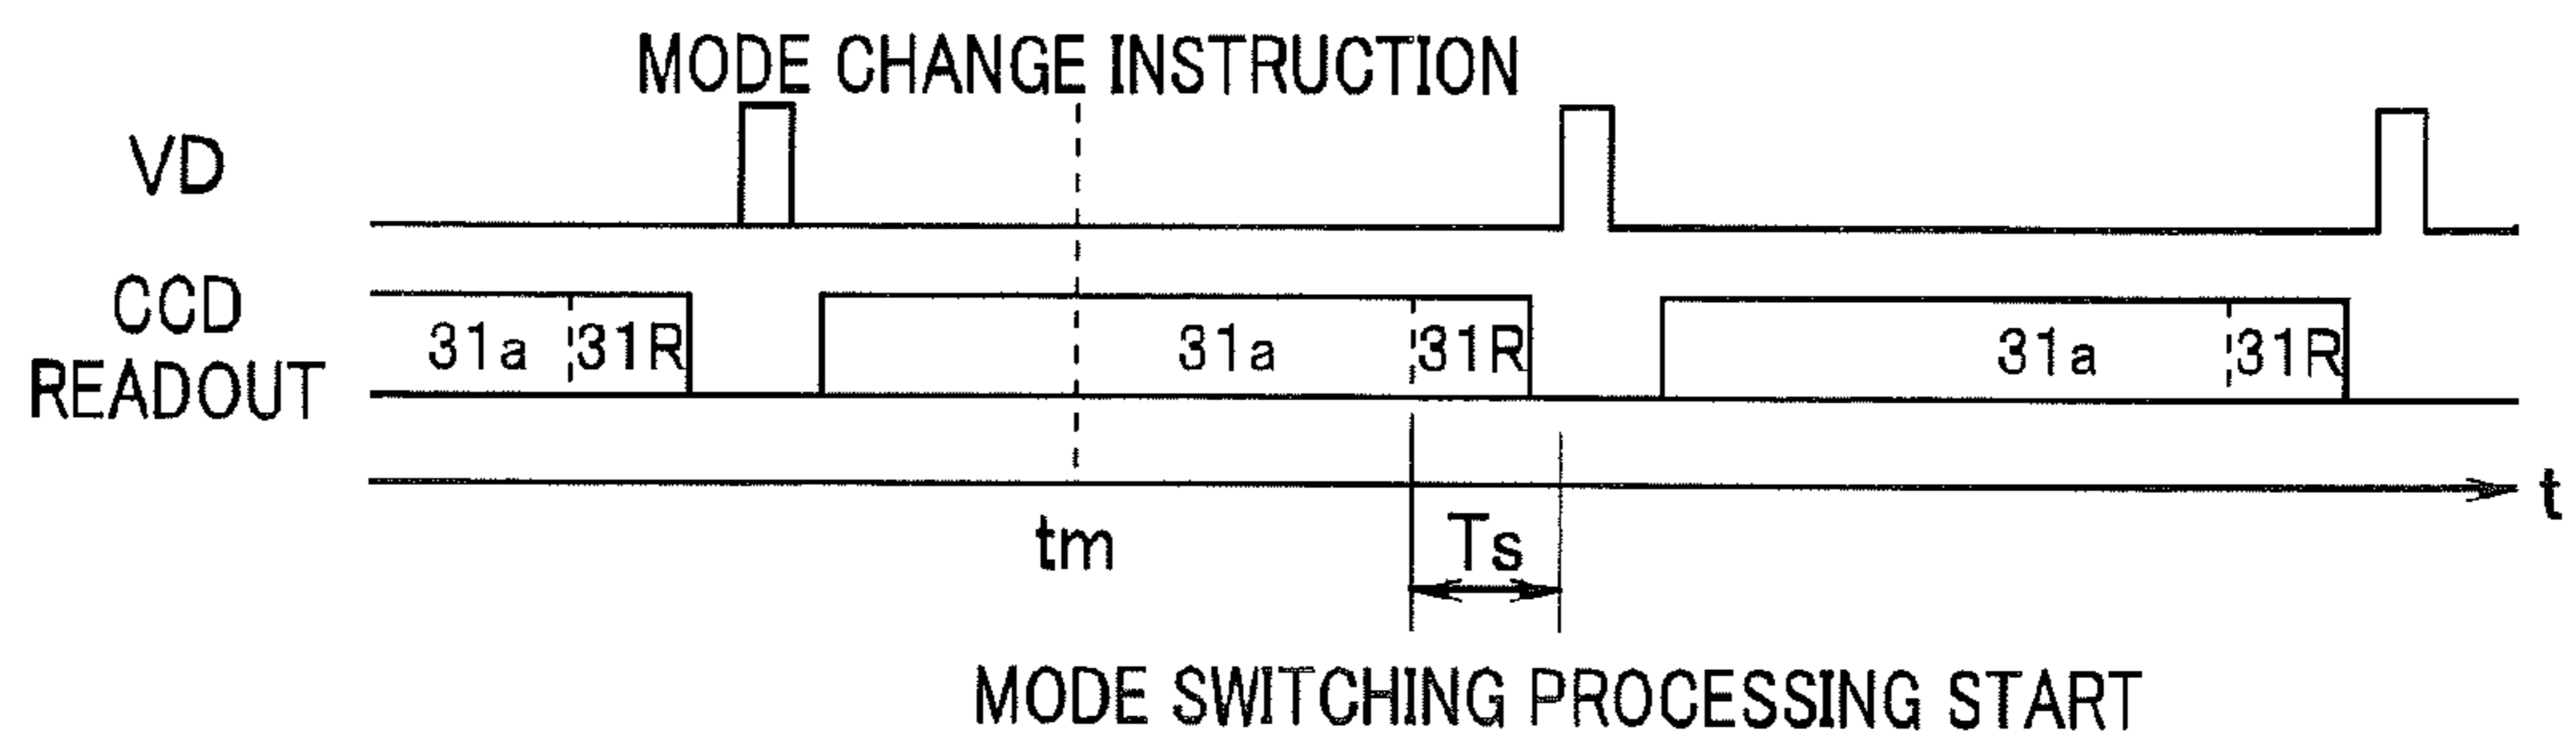 MODE CHANGE INSTRUCTION
VD
CCD
READOUT
31a 31R 31a 31R 31a 31R
t
tm
Ts
MODE SWITCHING PROCESSING START